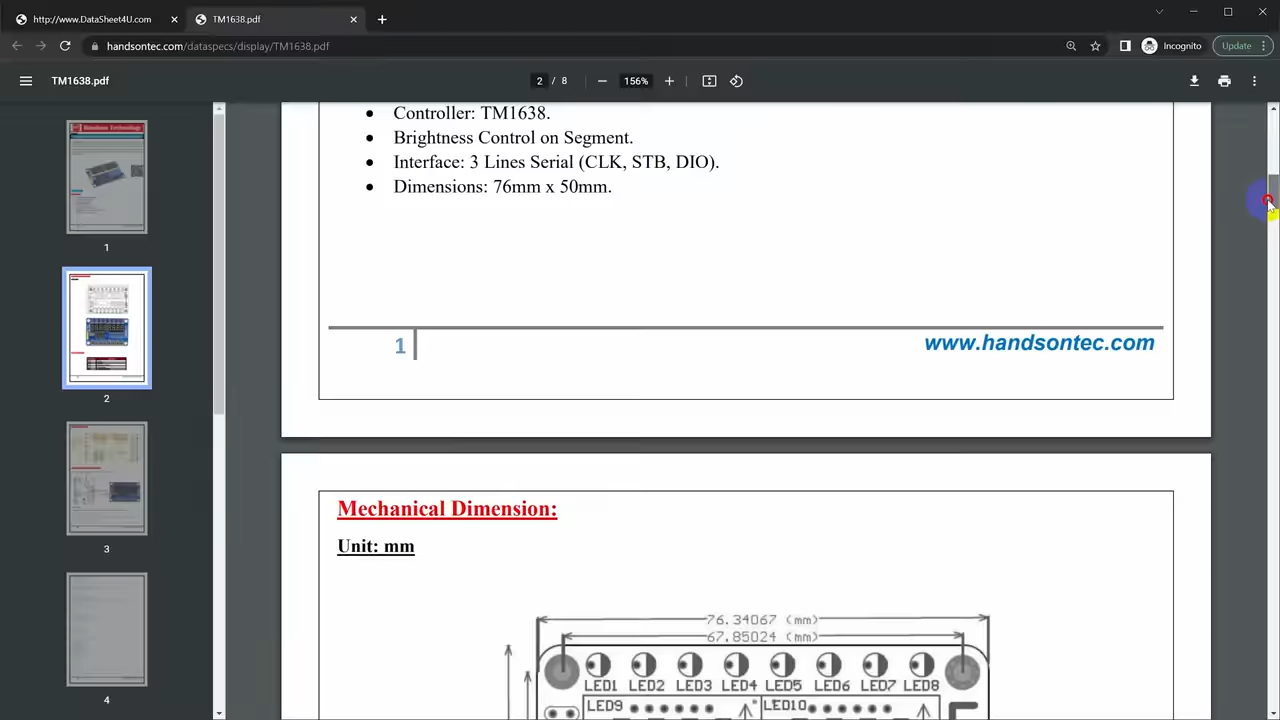 http://www.DataSheet4U.com
TM1638.pdf
handsontec.com/dataspecs/display/TM1638.pdf
Incognito
Update
TM1638.pdf
2 / 8
156%
1
2
3
4
• Controller: TM1638.
• Brightness Control on Segment.
• Interface: 3 Lines Serial (CLK, STB, DIO).
• Dimensions: 76mm x 50mm.
1
www.handsontec.com
Mechanical Dimension:
Unit: mm
76.34067 (mm)
67.85024 (mm)
LED1 LED2 LED3 LED4 LED5 LED6 LED7 LED8
LED9 LED10